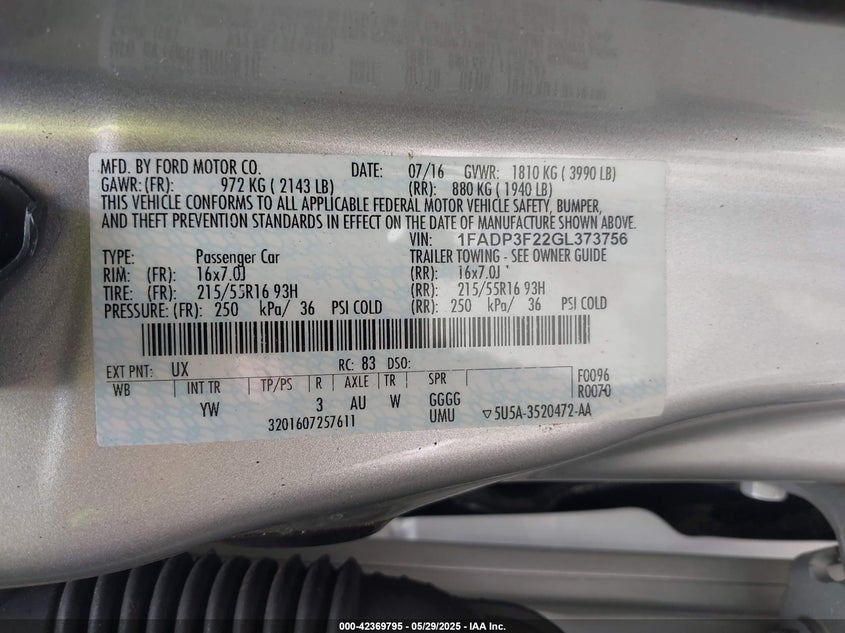 MFD. BY FORD MOTOR CO. DATE: 07/16 GVWR: 1810 KG ( 3990 LB)
GAWR: (FR): 972 KG ( 2143 LB) (RR): 880 KG ( 1940 LB)
THIS VEHICLE CONFORMS TO ALL APPLICABLE FEDERAL MOTOR VEHICLE SAFETY, BUMPER,
AND THEFT PREVENTION STANDARDS IN EFFECT ON THE DATE OF MANUFACTURE SHOWN ABOVE.
VIN: 1FADP3F22GL373756
TYPE: Passenger Car TRAILER TOWING - SEE OWNER GUIDE
RIM: (FR): 16x7.0J (RR): 16x7.0J
TIRE: (FR): 215/55R16 93H (RR): 215/55R16 93H
PRESSURE: (FR): 250 kPa/ 36 PSI COLD (RR): 250 kPa/ 36 PSI COLD
EXT PNT: UX RC: 83 DSO: F0096
WB INT TR TP/PS R AXLE TR SPR R0070
YW 3 AU W GGGG
3201607257611 UMU ▽5U5A-3520472-AA
000-42369795 - 05/29/2025 - IAA Inc.